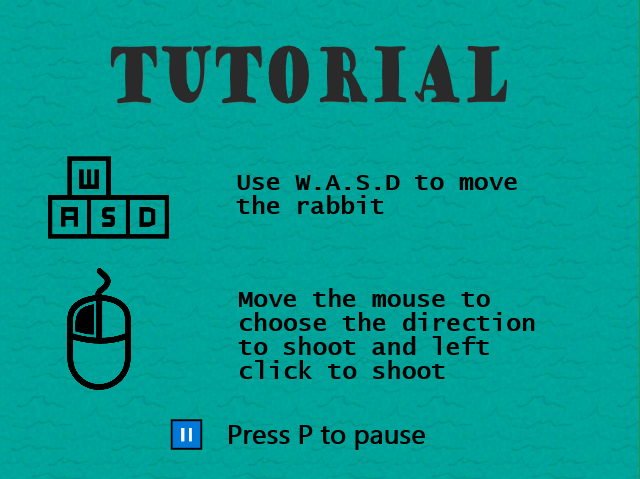 TUTORIAL
W
A S D
Use W.A.S.D to move
the rabbit
Move the mouse to
choose the direction
to shoot and left
click to shoot
Press P to pause